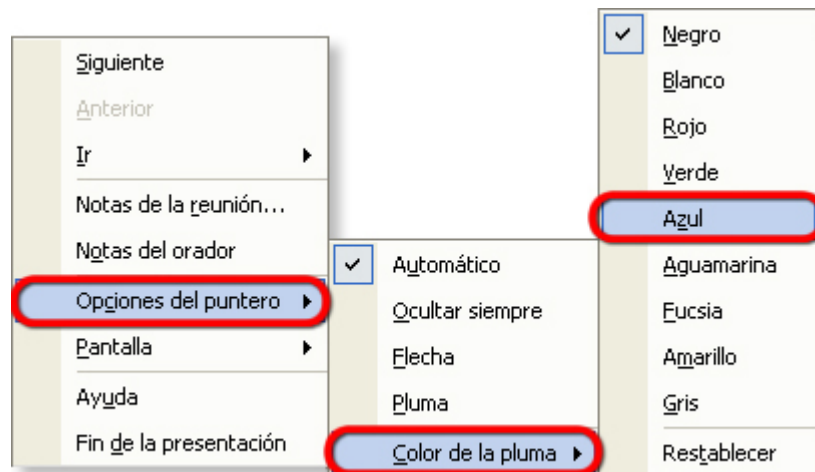 Siguiente
Anterior
Ir
Notas de la reunión...
Notas del orador
Opciones del puntero
Pantalla
Ayuda
Fin de la presentación
Automático
Ocultar siempre
Flecha
Pluma
Color de la pluma
Negro
Blanco
Rojo
Verde
Azul
Aguamarina
Fucsia
Amarillo
Gris
Restablecer